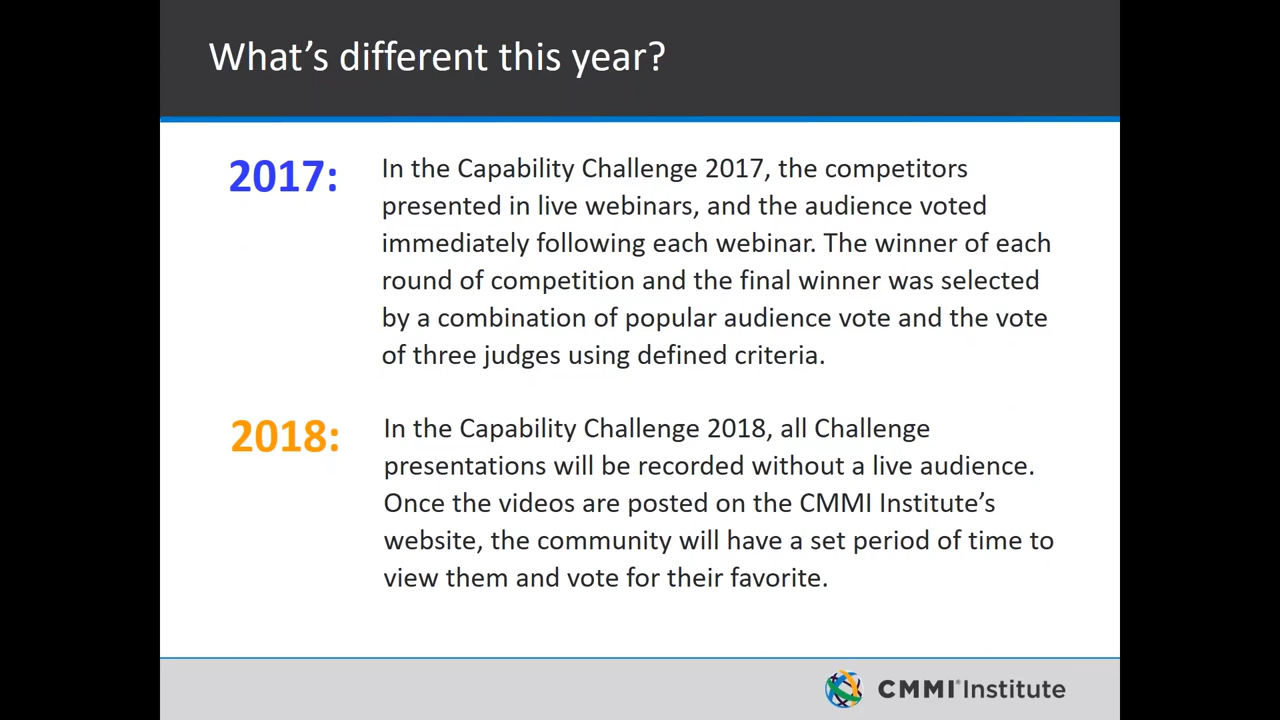 What's different this year?
2017:
In the Capability Challenge 2017, the competitors
presented in live webinars, and the audience voted
immediately following each webinar. The winner of each
round of competition and the final winner was selected
by a combination of popular audience vote and the vote
of three judges using defined criteria.
2018:
In the Capability Challenge 2018, all Challenge
presentations will be recorded without a live audience.
Once the videos are posted on the CMMI Institute's
website, the community will have a set period of time to
view them and vote for their favorite.
CMMI® Institute